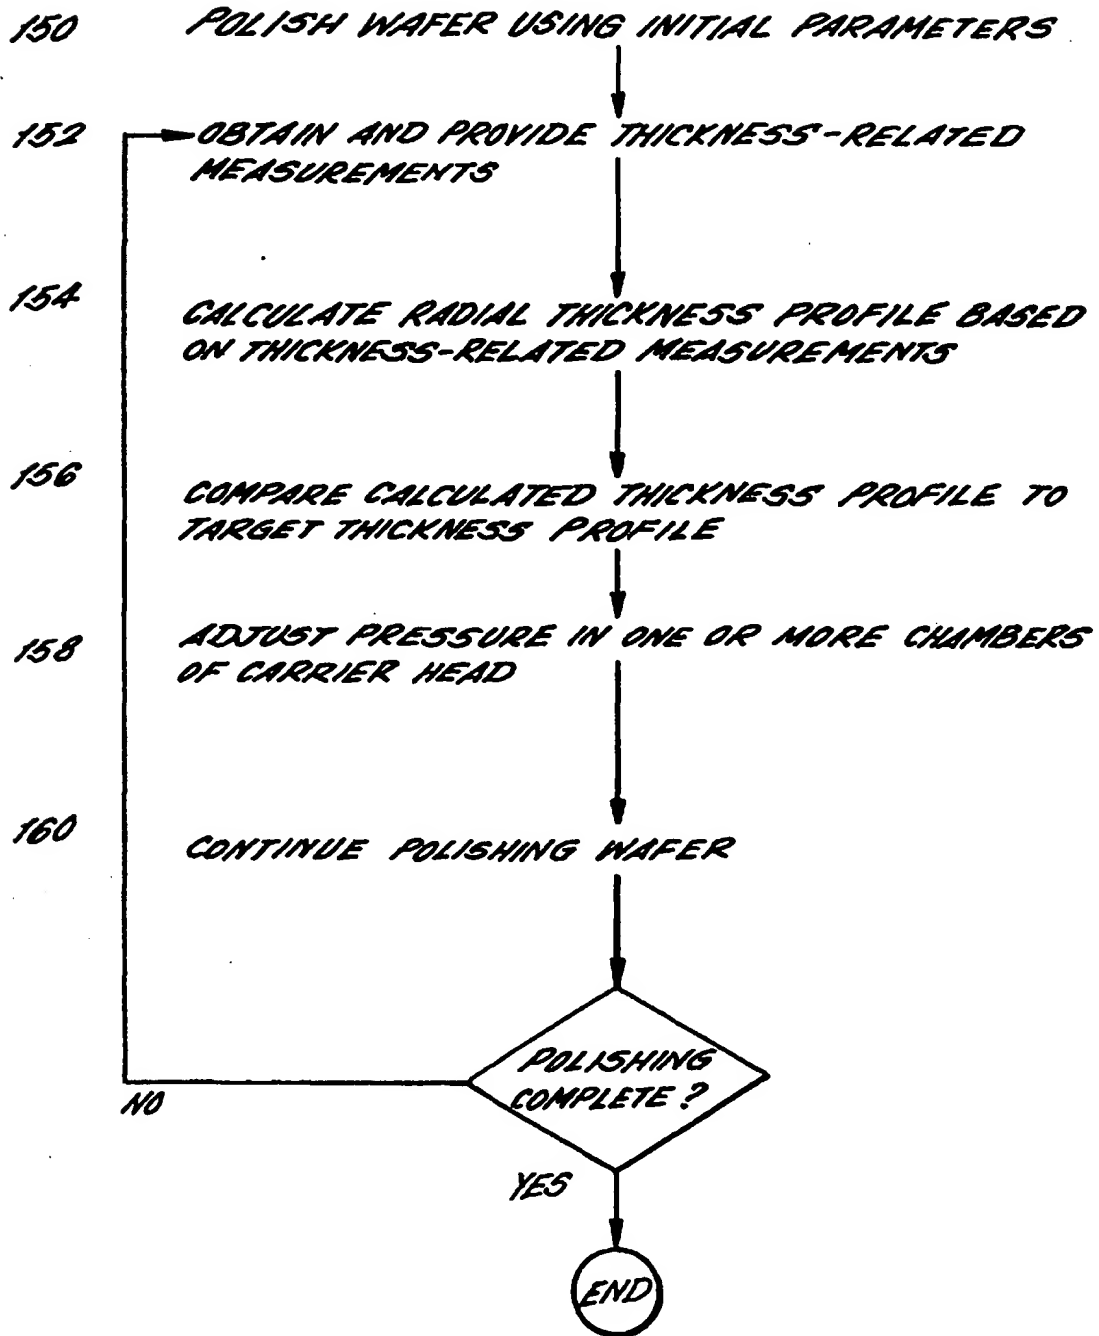 150 POLISH WAFER USING INITIAL PARAMETERS
152 OBTAIN AND PROVIDE THICKNESS-RELATED
MEASUREMENTS
154 CALCULATE RADIAL THICKNESS PROFILE BASED
ON THICKNESS-RELATED MEASUREMENTS
156 COMPARE CALCULATED THICKNESS PROFILE TO
TARGET THICKNESS PROFILE
158 ADJUST PRESSURE IN ONE OR MORE CHAMBERS
OF CARRIER HEAD
160 CONTINUE POLISHING WAFER
POLISHING
COMPLETE?
NO
YES
END